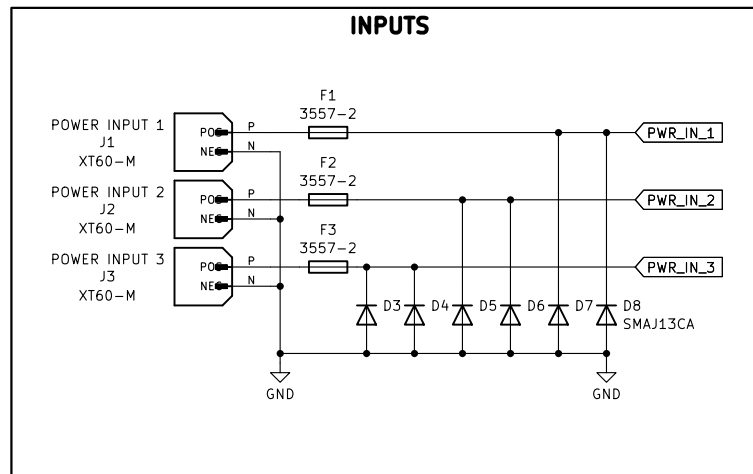 INPUTS
POWER INPUT 1
J1
XT60-M
POS
NEG
P
N
F1
3557-2
PWR_IN_1
POWER INPUT 2
J2
XT60-M
POS
NEG
P
N
F2
3557-2
PWR_IN_2
POWER INPUT 3
J3
XT60-M
POS
NEG
P
N
F3
3557-2
PWR_IN_3
D3
D4
D5
D6
D7
D8
SMAJ13CA
GND
GND